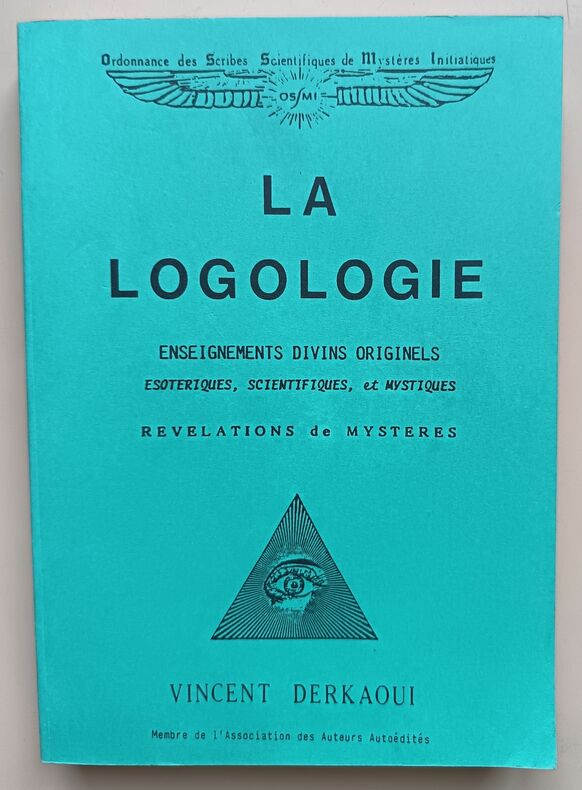 Ordonnance des Scribes Scientifiques de Mystères Initiatiques
OSSMI
LA
LOGOLOGIE
ENSEIGNEMENTS DIVINS ORIGINELS
ESOTERIQUES, SCIENTIFIQUES, et MYSTIQUES
REVELATIONS de MYSTERES
VINCENT DERKAOUI
Membre de l'Association des Auteurs Autoédités